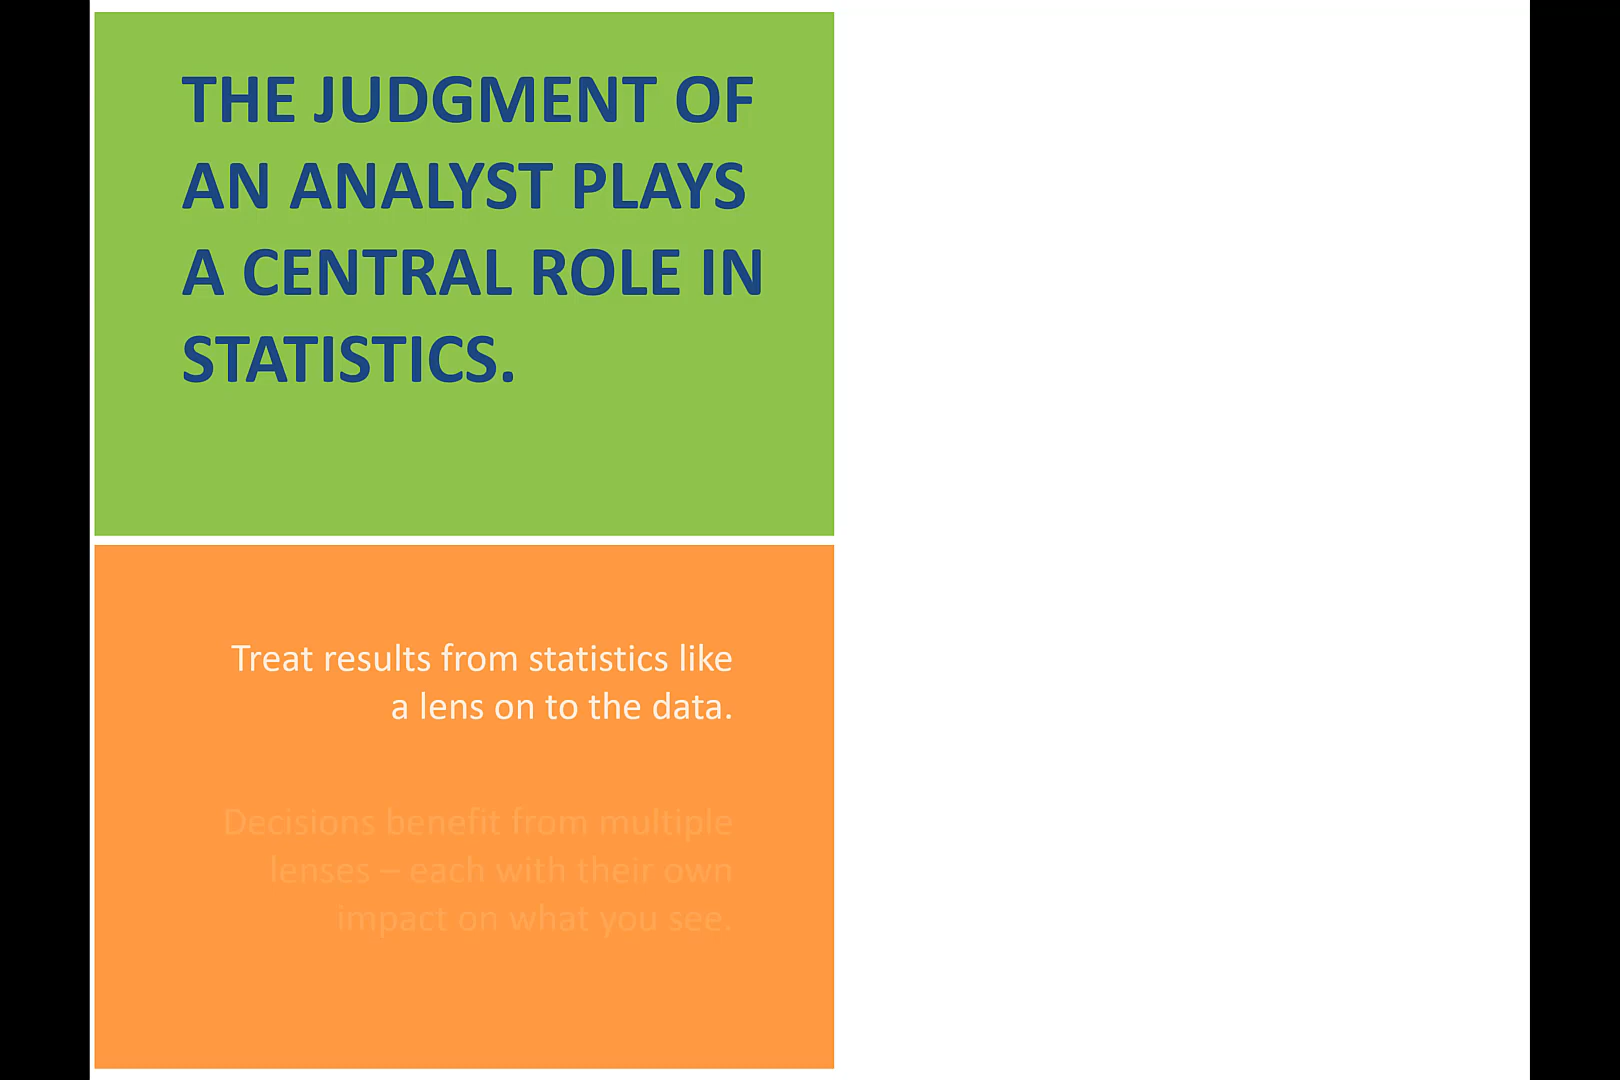 THE JUDGMENT OF
AN ANALYST PLAYS
A CENTRAL ROLE IN
STATISTICS.
Treat results from statistics like
a lens on to the data.
Decisions benefit from multiple
lenses – each with their own
impact on what you see.